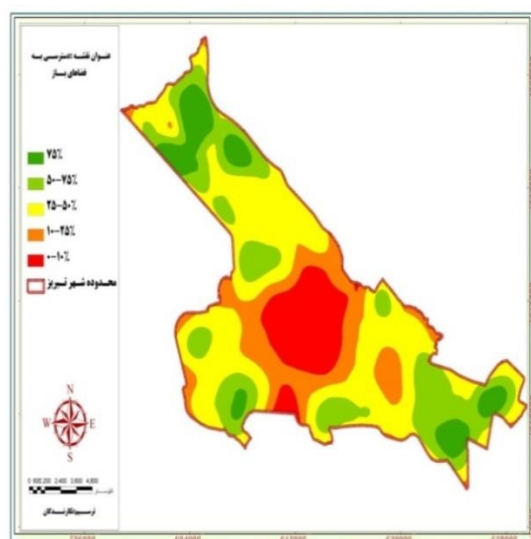 عنوان نقشه :دسترسی به
فضاهای باز
۷۵٪
۵۰-۷۵٪
۲۵-۵۰٪
۱۰-۲۵٪
۰-۱۰٪
محدوده شهر تبریز
N
W E
S
ترسیم:نگارندگان